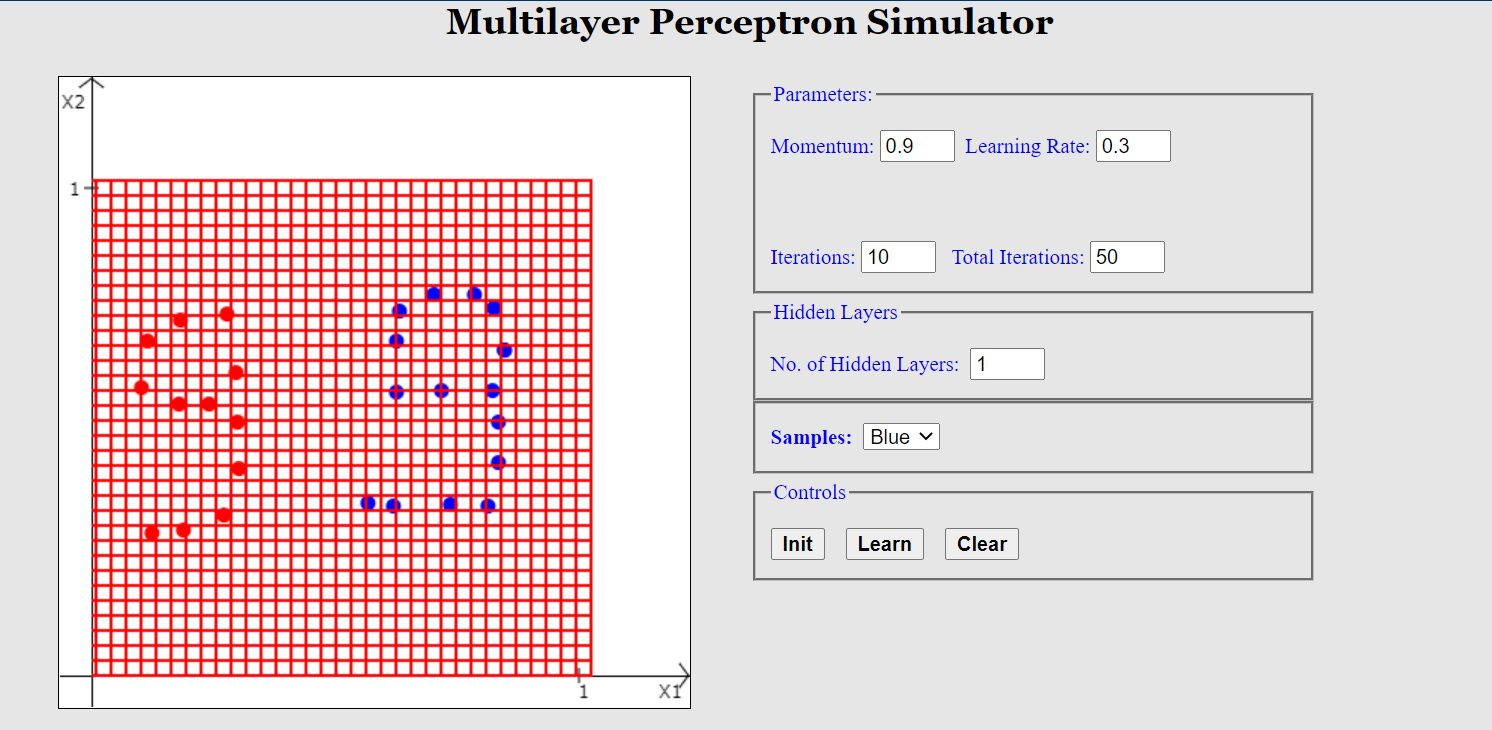 Multilayer Perceptron Simulator
X2
1
1
X1
Parameters:
Momentum: 0.9 Learning Rate: 0.3
Iterations: 10 Total Iterations: 50
Hidden Layers
No. of Hidden Layers: 1
Samples: Blue
Controls
Init Learn Clear